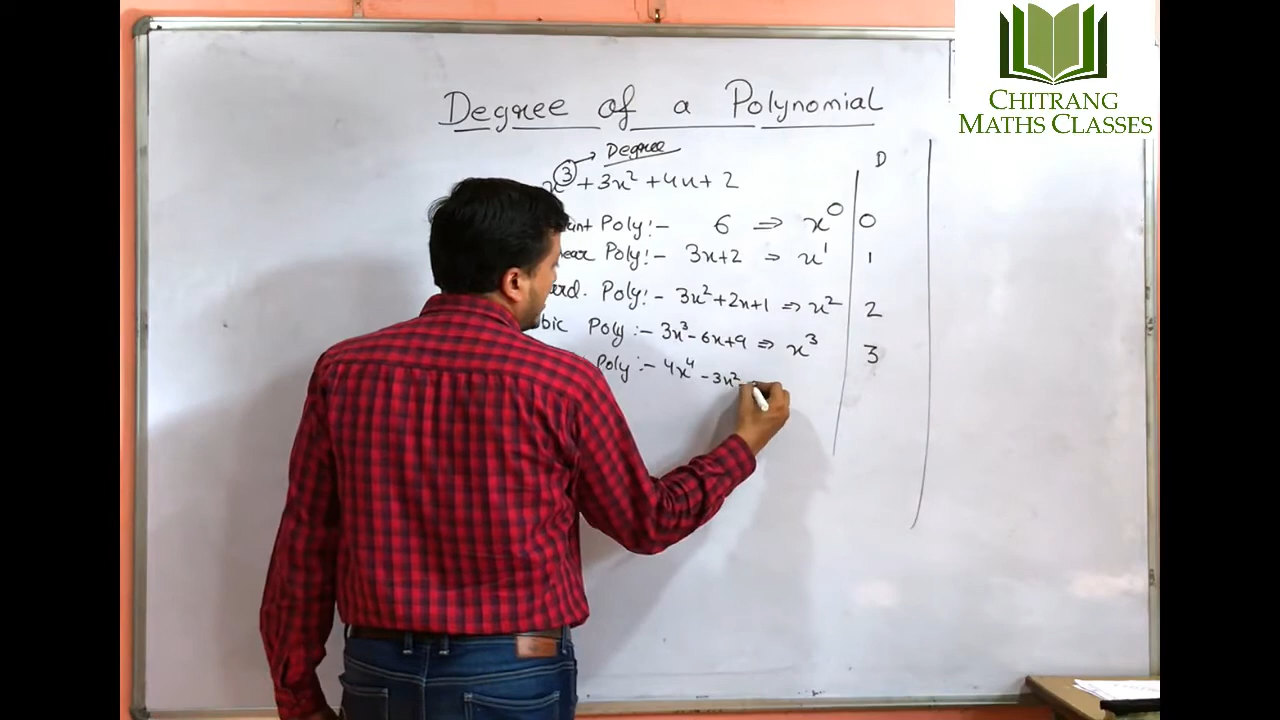 CHITRANG
MATHS CLASSES
Degree of a Polynomial
Degree
x³ + 3x² + 4x + 2
D
Poly:- 6 ⇒ x⁰ 0
Poly:- 3x+2 ⇒ x¹ 1
Poly:- 3x²+2x+1 ⇒ x² 2
Poly:- 3x³-6x+9 ⇒ x³ 3
Poly:- 4x⁴ -3x²